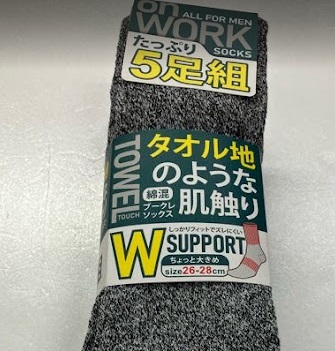 on
ALL FOR MEN
WORK
SOCKS
たっぷり
5足組
TOWEL
TOUCH
タオル地
のような
綿混
ブークレ
ソックス
肌触り
しっかりフィットでズレにくい
W SUPPORT
ちょっと大きめ
size26-28cm